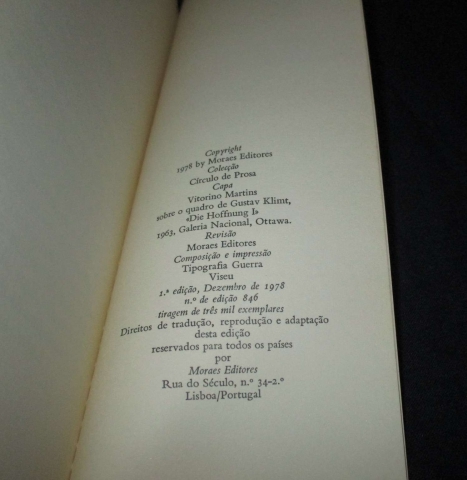 Copyright
1978 by Moraes Editores
Colecção
Círculo de Prosa
Capa
Vitorino Martins
sobre o quadro de Gustav Klimt,
«Die Hoffnung I»
1963, Galeria Nacional, Ottawa.
Revisão
Moraes Editores
Composição e impressão
Tipografia Guerra
Viseu
1.ª edição, Dezembro de 1978
n.º de edição 846
tiragem de três mil exemplares
Direitos de tradução, reprodução e adaptação
desta edição
reservados para todos os países
por
Moraes Editores
Rua do Século, n.º 34-2.º
Lisboa/Portugal